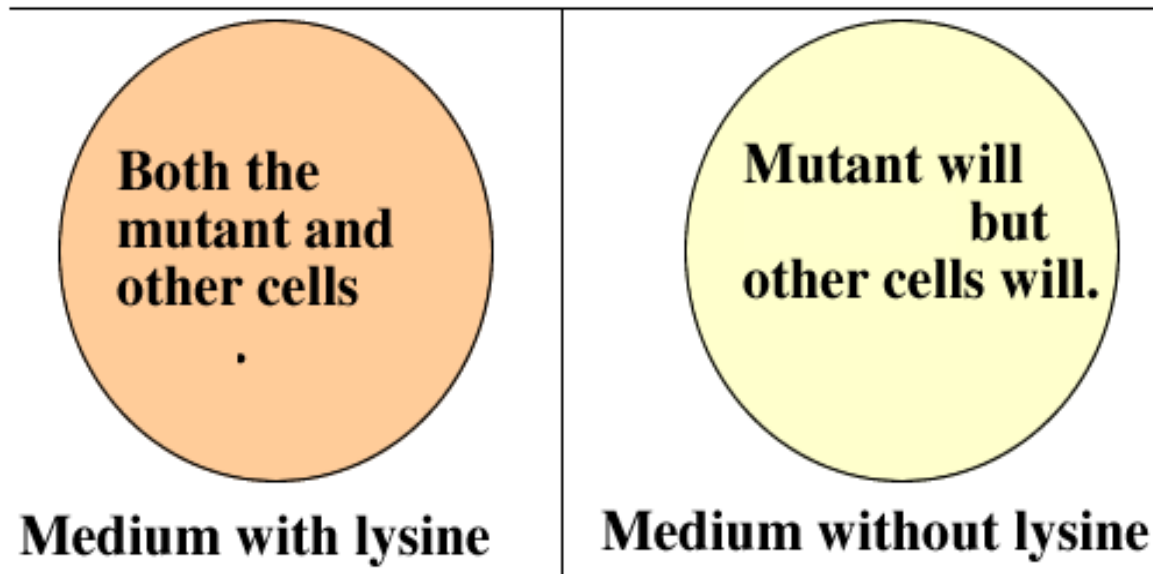 Both the
mutant and
other cells
.
Medium with lysine
Mutant will
but
other cells will.
Medium without lysine